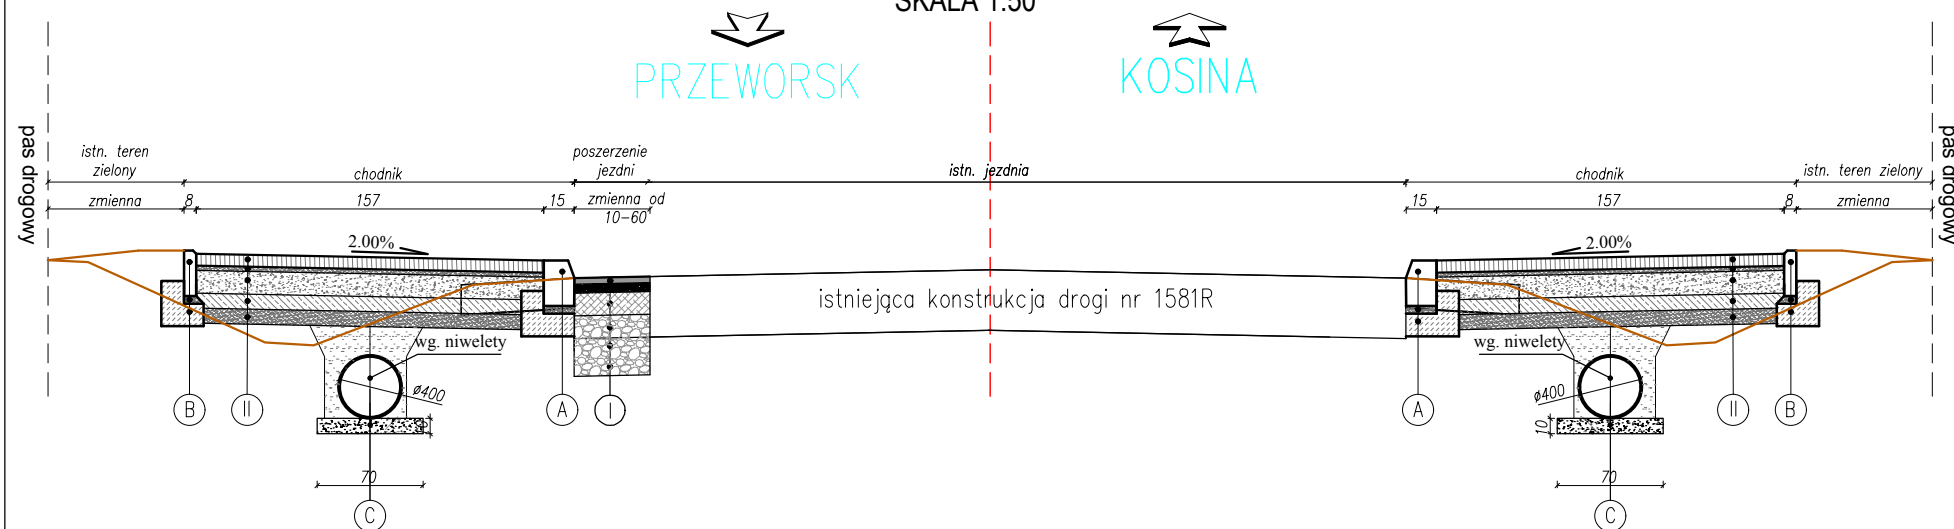 SKALA 1:50
PRZEWORSK
KOSINA
pas drogowy
istn. teren
zielony
chodnik
poszerzenie
jezdni
istn. jezdnia
chodnik
istn. teren zielony
pas drogowy
zmienna
8
157
15
zmienna od
10-60
15
157
8
zmienna
2.00%
2.00%
istniejąca konstrukcja drogi nr 1581R
wg. niwelety
wg. niwelety
ø400
ø400
B
II
A
I
A
II
B
10
70
70
C
C